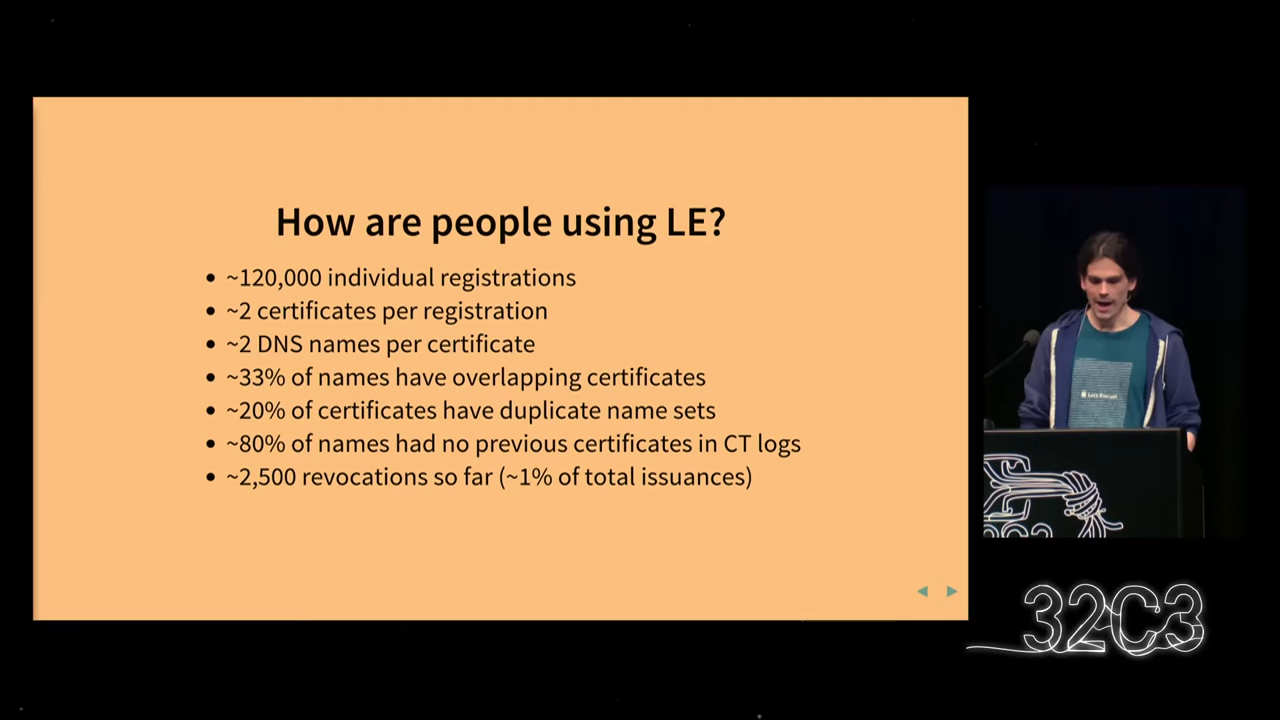 How are people using LE?
~120,000 individual registrations
~2 certificates per registration
~2 DNS names per certificate
~33% of names have overlapping certificates
~20% of certificates have duplicate name sets
~80% of names had no previous certificates in CT logs
~2,500 revocations so far (~1% of total issuances)
Let's Encrypt
32C3